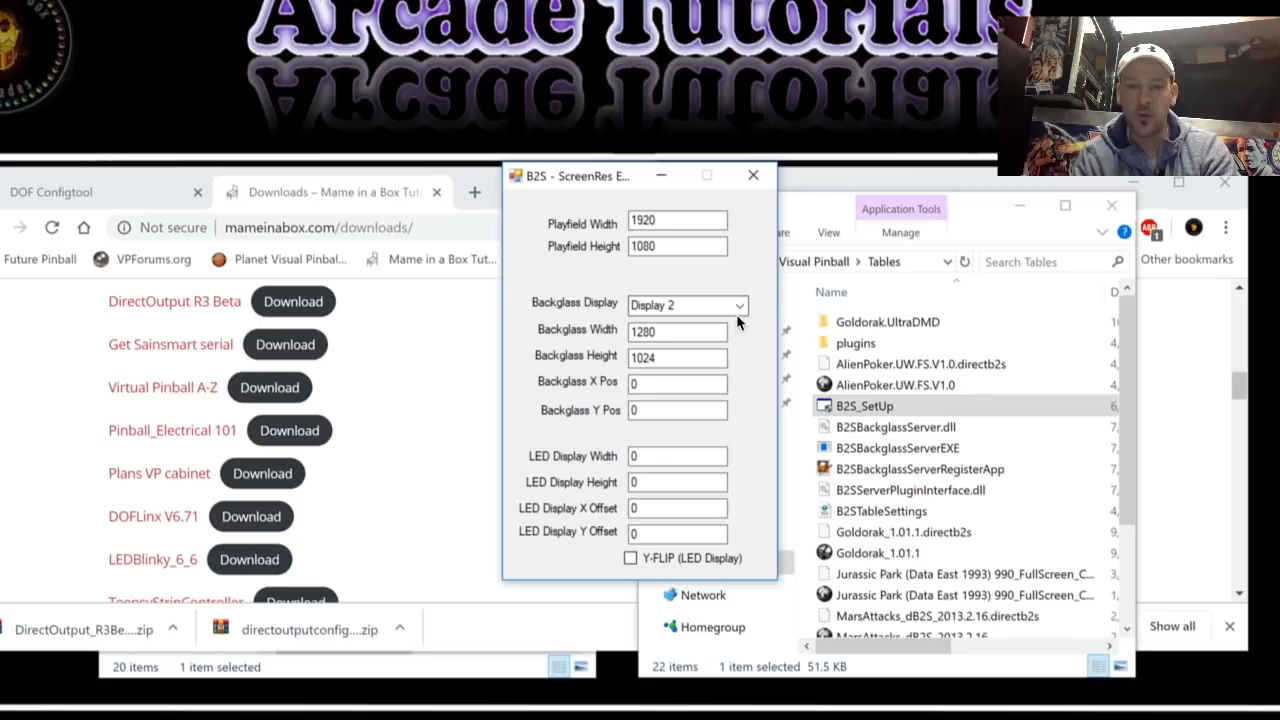 Arcade Tutorials
DOF Configtool
Downloads – Mame in a Box Tut
Not secure
mameinabox.com/downloads/
Future Pinball
VPForums.org
Planet Visual Pinbal...
Mame in a Box Tut...
Other bookmarks
DirectOutput R3 Beta
Download
Get Sainsmart serial
Download
Virtual Pinball A-Z
Download
Pinball_Electrical 101
Download
Plans VP cabinet
Download
DOFLinx V6.71
Download
LEDBlinky_6_6
Download
TeensyStripController
Download
DirectOutput_R3Be....zip
directoutputconfig....zip
Show all
20 items
1 item selected
B2S - ScreenRes E...
Playfield Width
1920
Playfield Height
1080
Backglass Display
Display 2
Backglass Width
1280
Backglass Height
1024
Backglass X Pos
0
Backglass Y Pos
0
LED Display Width
0
LED Display Height
0
LED Display X Offset
0
LED Display Y Offset
0
Y-FLIP (LED Display)
Application Tools
View
Manage
Visual Pinball
Tables
Search Tables
Name
Goldorak.UltraDMD
plugins
AlienPoker.UW.FS.V1.0.directb2s
AlienPoker.UW.FS.V1.0
B2S_SetUp
B2SBackglassServer.dll
B2SBackglassServerEXE
B2SBackglassServerRegisterApp
B2SServerPluginInterface.dll
B2STableSettings
Goldorak_1.01.1.directb2s
Goldorak_1.01.1
Jurassic Park (Data East 1993) 990_FullScreen_C...
Jurassic Park (Data East 1993) 990_FullScreen_C...
MarsAttacks_dB2S_2013.2.16.directb2s
MarsAttacks_dB2S_2013.2.16
Network
Homegroup
22 items
1 item selected
51.5 KB